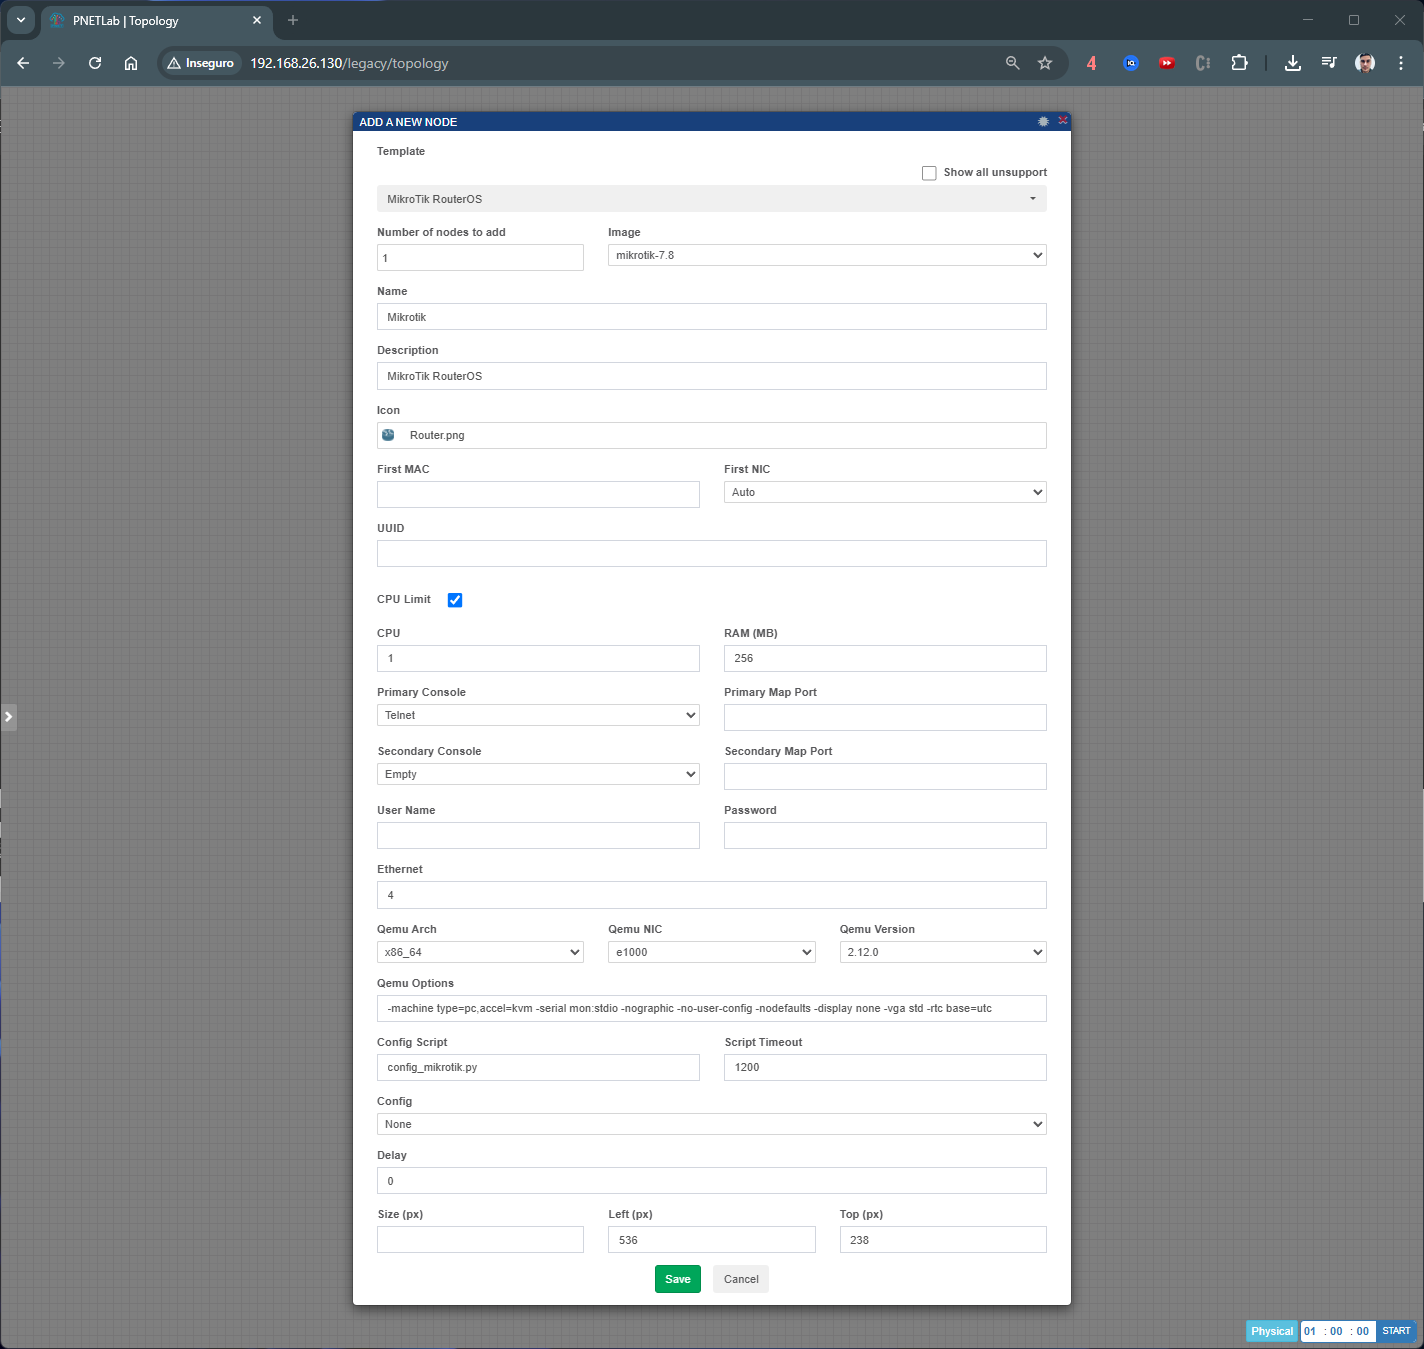 PNETLab | Topology
Inseguro
192.168.26.130/legacy/topology
4
ADD A NEW NODE
Template
Show all unsupport
MikroTik RouterOS
Number of nodes to add
Image
1
mikrotik-7.8
Name
Mikrotik
Description
MikroTik RouterOS
Icon
Router.png
First MAC
First NIC
Auto
UUID
CPU Limit
CPU
RAM (MB)
1
256
Primary Console
Primary Map Port
Telnet
Secondary Console
Secondary Map Port
Empty
User Name
Password
Ethernet
4
Qemu Arch
Qemu NIC
Qemu Version
x86_64
e1000
2.12.0
Qemu Options
-machine type=pc,accel=kvm -serial mon:stdio -nographic -no-user-config -nodefaults -display none -vga std -rtc base=utc
Config Script
Script Timeout
config_mikrotik.py
1200
Config
None
Delay
0
Size (px)
Left (px)
Top (px)
536
238
Save
Cancel
Physical
01 : 00 : 00
START